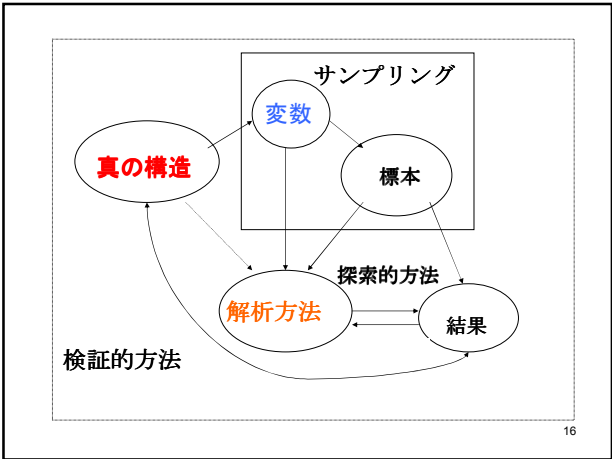 サンプリング
変数
真の構造
標本
探索的方法
解析方法
結果
検証的方法
16